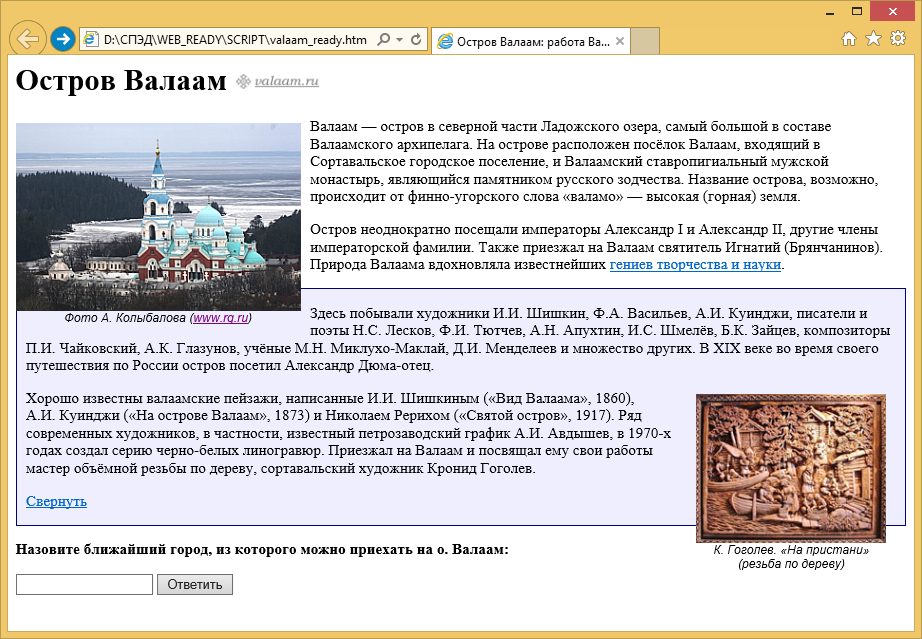 D:\СПЭД\WEB_READY\SCRIPT\valaam_ready.htm
Остров Валаам: работа Ва...
Остров Валаам valaam.ru
Валаам — остров в северной части Ладожского озера, самый большой в составе
Валаамского архипелага. На острове расположен посёлок Валаам, входящий в
Сортавальское городское поселение, и Валаамский ставропигиальный мужской
монастырь, являющийся памятником русского зодчества. Название острова, возможно,
происходит от финно-угорского слова «валамо» — высокая (горная) земля.
Остров неоднократно посещали императоры Александр I и Александр II, другие члены
императорской фамилии. Также приезжал на Валаам святитель Игнатий (Брянчанинов).
Природа Валаама вдохновляла известнейших гениев творчества и науки.
Фото А. Колыбалова (www.rg.ru)
Здесь побывали художники И.И. Шишкин, Ф.А. Васильев, А.И. Куинджи, писатели и
поэты Н.С. Лесков, Ф.И. Тютчев, А.Н. Апухтин, И.С. Шмелёв, Б.К. Зайцев, композиторы
П.И. Чайковский, А.К. Глазунов, учёные М.Н. Миклухо-Маклай, Д.И. Менделеев и множество других. В XIX веке во время своего
путешествия по России остров посетил Александр Дюма-отец.
Хорошо известны валаамские пейзажи, написанные И.И. Шишкиным («Вид Валаама», 1860),
А.И. Куинджи («На острове Валаам», 1873) и Николаем Рерихом («Святой остров», 1917). Ряд
современных художников, в частности, известный петрозаводский график А.И. Авдышев, в 1970-х
годах создал серию черно-белых линогравюр. Приезжал на Валаам и посвящал ему свои работы
мастер объёмной резьбы по дереву, сортавальский художник Кронид Гоголев.
Свернуть
К. Гоголев. «На пристани»
(резьба по дереву)
Назовите ближайший город, из которого можно приехать на о. Валаам:
Ответить